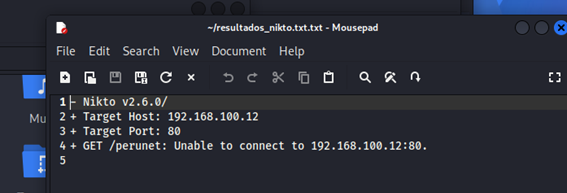 ~/resultados_nikto.txt.txt - Mousepad
File Edit Search View Document Help
Mu
1 - Nikto v2.6.0/
2 + Target Host: 192.168.100.12
3 + Target Port: 80
4 + GET /perunet: Unable to connect to 192.168.100.12:80.
5